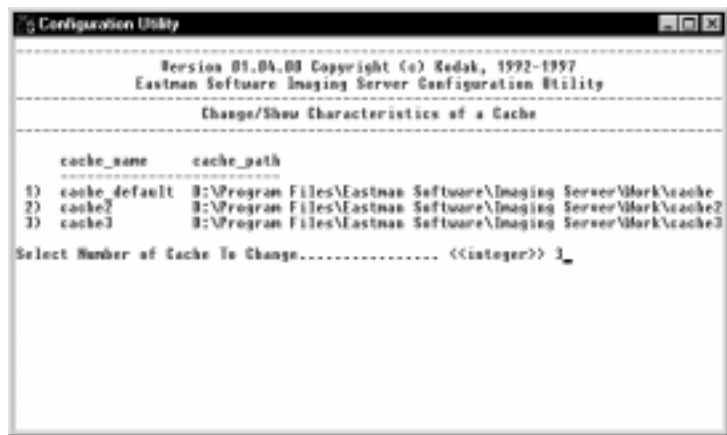 Configuration Utility
Version 01.04.00 Copyright (c) Kodak, 1992-1997
Eastman Software Imaging Server Configuration Utility
Change/Show Characteristics of a Cache
cache_name cache_path
1) cache_default D:\Program Files\Eastman Software\Imaging Server\Work\cache
2) cache2 D:\Program Files\Eastman Software\Imaging Server\Work\cache2
3) cache3 D:\Program Files\Eastman Software\Imaging Server\Work\cache3
Select Number of Cache To Change................ <<integer>> 3_